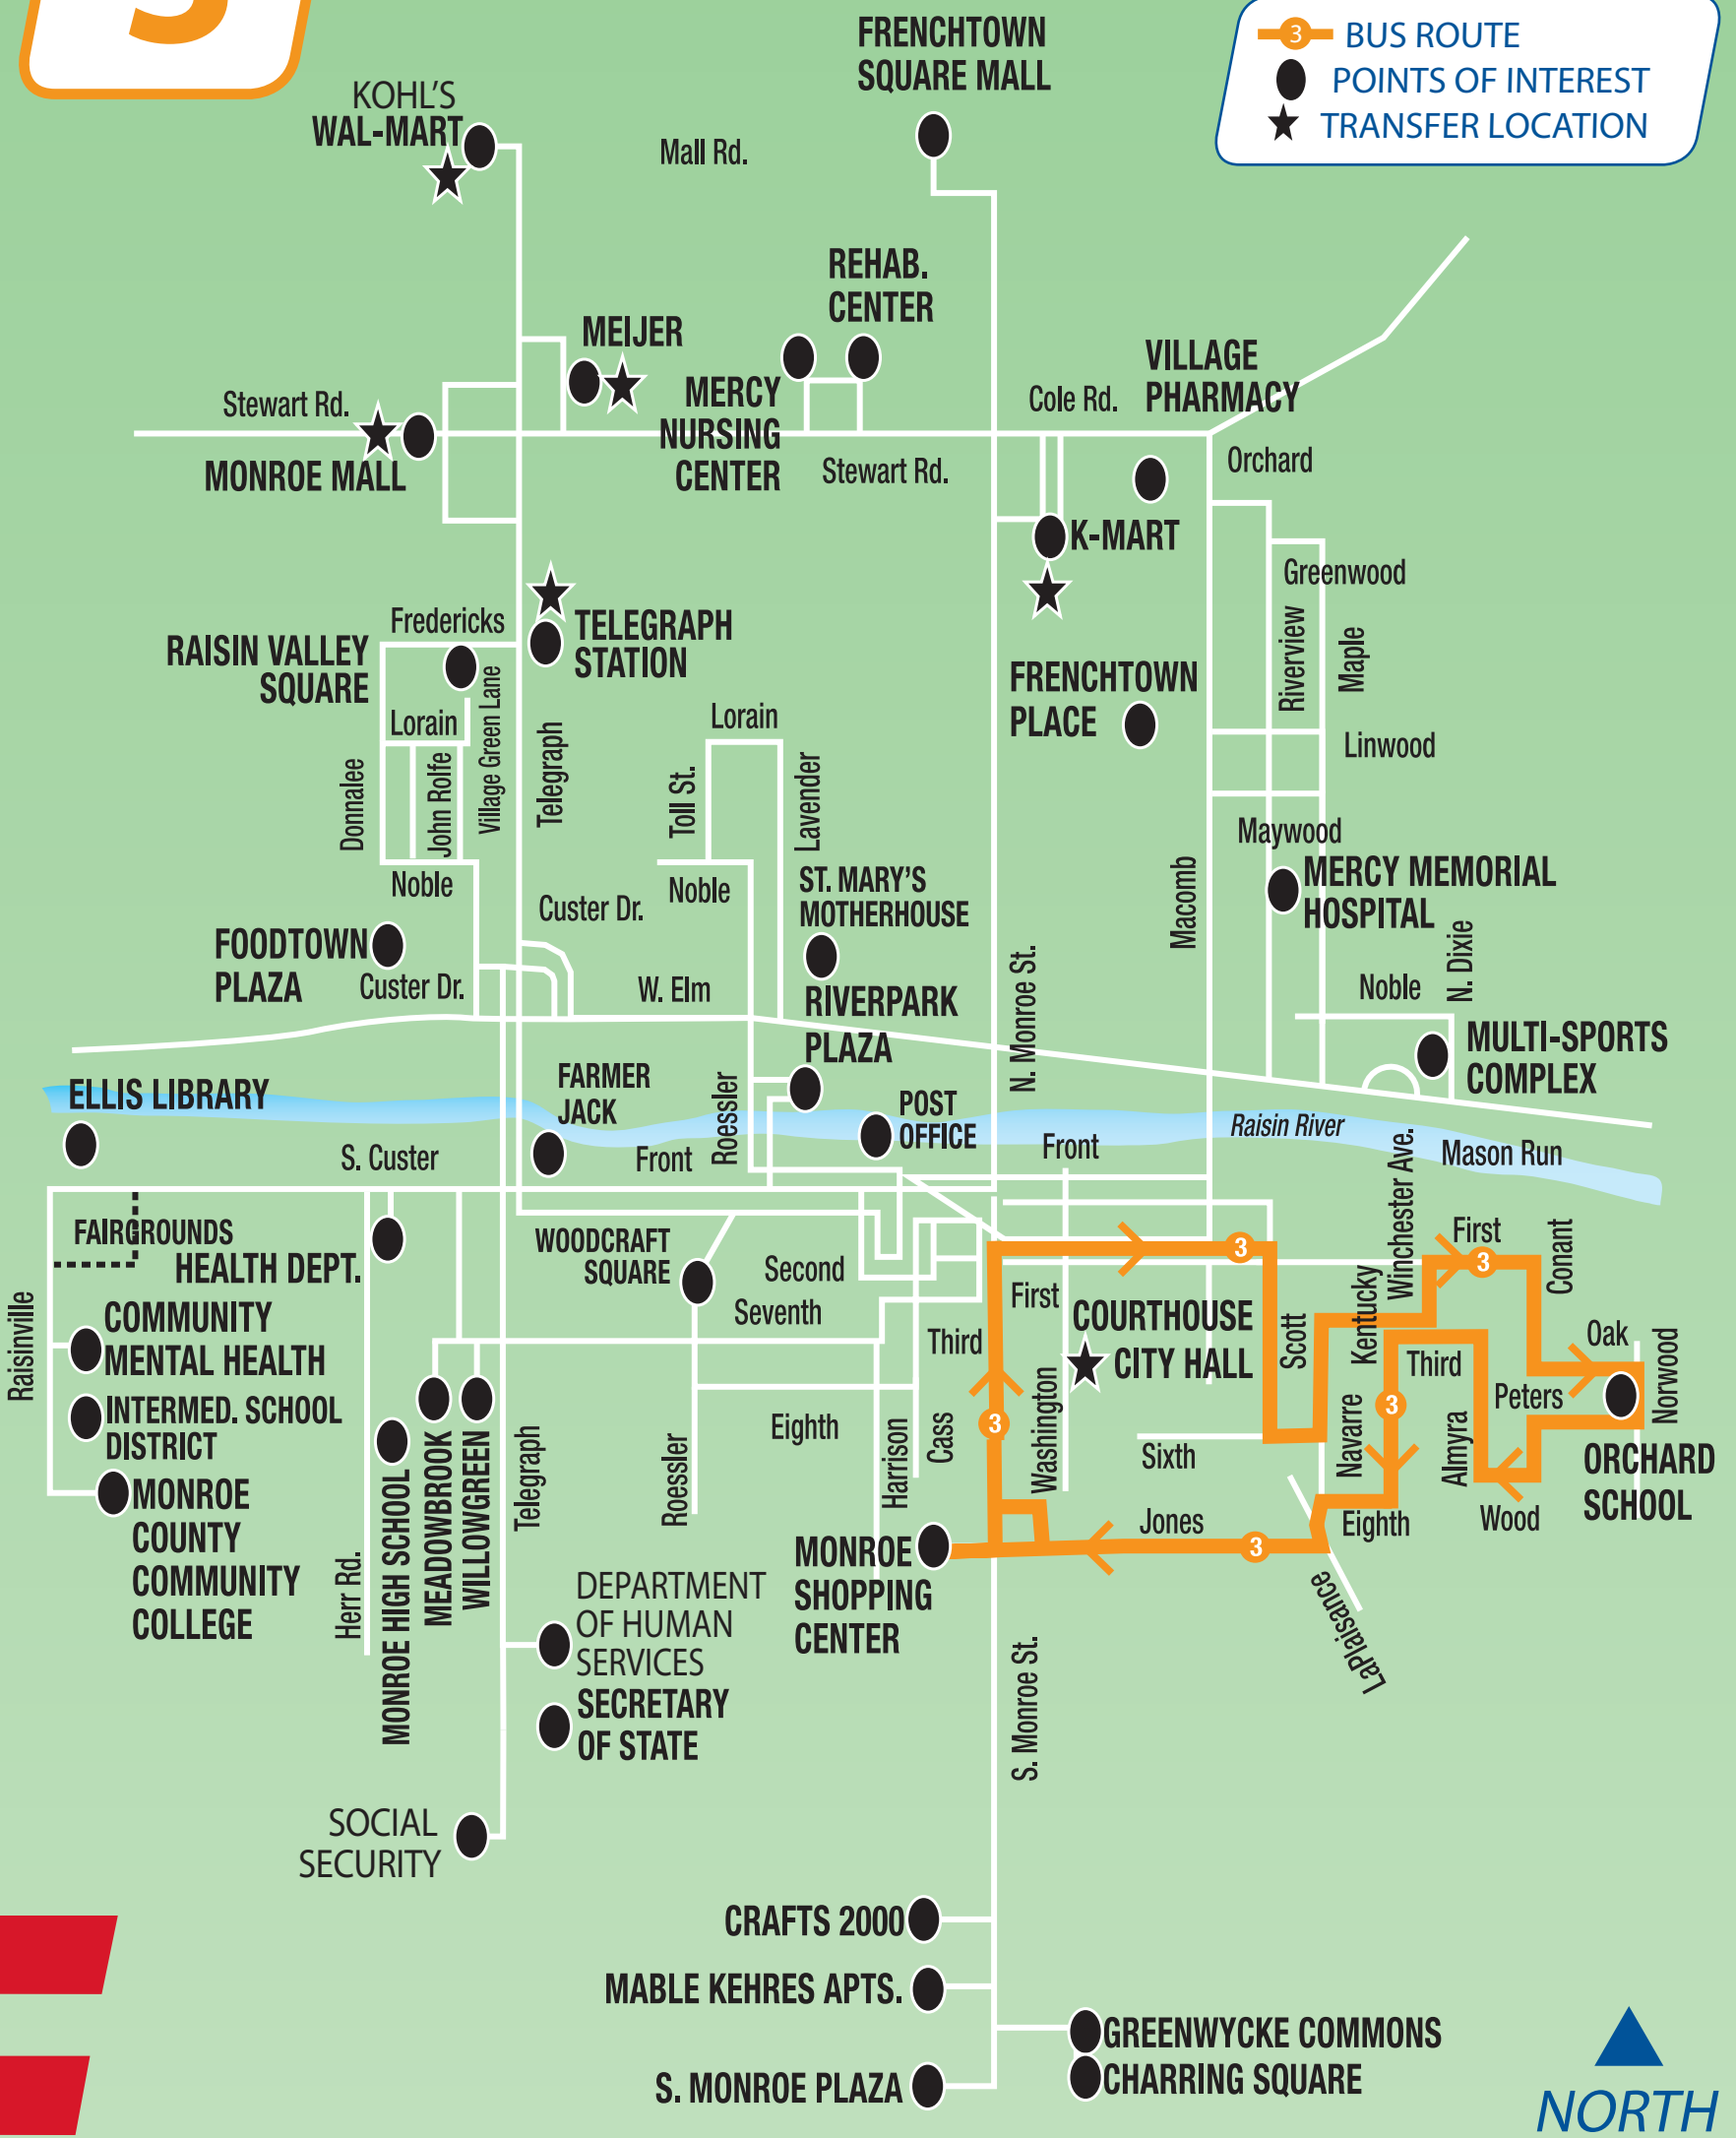 3
3 BUS ROUTE
POINTS OF INTEREST
TRANSFER LOCATION
FRENCHTOWN
SQUARE MALL
KOHL'S
WAL-MART
Mall Rd.
REHAB.
CENTER
MEIJER
MERCY
NURSING
CENTER
VILLAGE
PHARMACY
Cole Rd.
Stewart Rd.
MONROE MALL
Stewart Rd.
Orchard
K-MART
Greenwood
Fredericks
TELEGRAPH
STATION
RAISIN VALLEY
SQUARE
Riverview
Maple
FRENCHTOWN
PLACE
Lorain
Village Green Lane
Telegraph
Lorain
Linwood
Donnalee
John Rolfe
Toll St.
Lavender
Maywood
Noble
Noble
ST. MARY'S
MOTHERHOUSE
Macomb
MERCY MEMORIAL
HOSPITAL
Custer Dr.
FOODTOWN
PLAZA
Custer Dr.
W. Elm
N. Monroe St.
N. Dixie
Noble
RIVERPARK
PLAZA
MULTI-SPORTS
COMPLEX
ELLIS LIBRARY
FARMER
JACK
Roessler
POST
OFFICE
Raisin River
Mason Run
S. Custer
Front
Front
Winchester Ave.
FAIRGROUNDS
HEALTH DEPT.
WOODCRAFT
SQUARE
Second
Seventh
3
First
3
Conant
First
Kentucky
Raisinville
COMMUNITY
MENTAL HEALTH
COURTHOUSE
CITY HALL
Third
Scott
Third
Oak
Peters
Norwood
INTERMED. SCHOOL
DISTRICT
Eighth
Cass
Harrison
3
Washington
Sixth
Navarre
3
Almyra
ORCHARD
SCHOOL
MONROE
COUNTY
COMMUNITY
COLLEGE
Herr Rd.
MONROE HIGH SCHOOL
MEADOWBROOK
WILLOWGREEN
Telegraph
Roessler
Jones
3
Eighth
Wood
MONROE
SHOPPING
CENTER
LaPlaisance
DEPARTMENT
OF HUMAN
SERVICES
SECRETARY
OF STATE
S. Monroe St.
SOCIAL
SECURITY
CRAFTS 2000
MABLE KEHRES APTS.
GREENWYCKE COMMONS
CHARRING SQUARE
S. MONROE PLAZA
NORTH